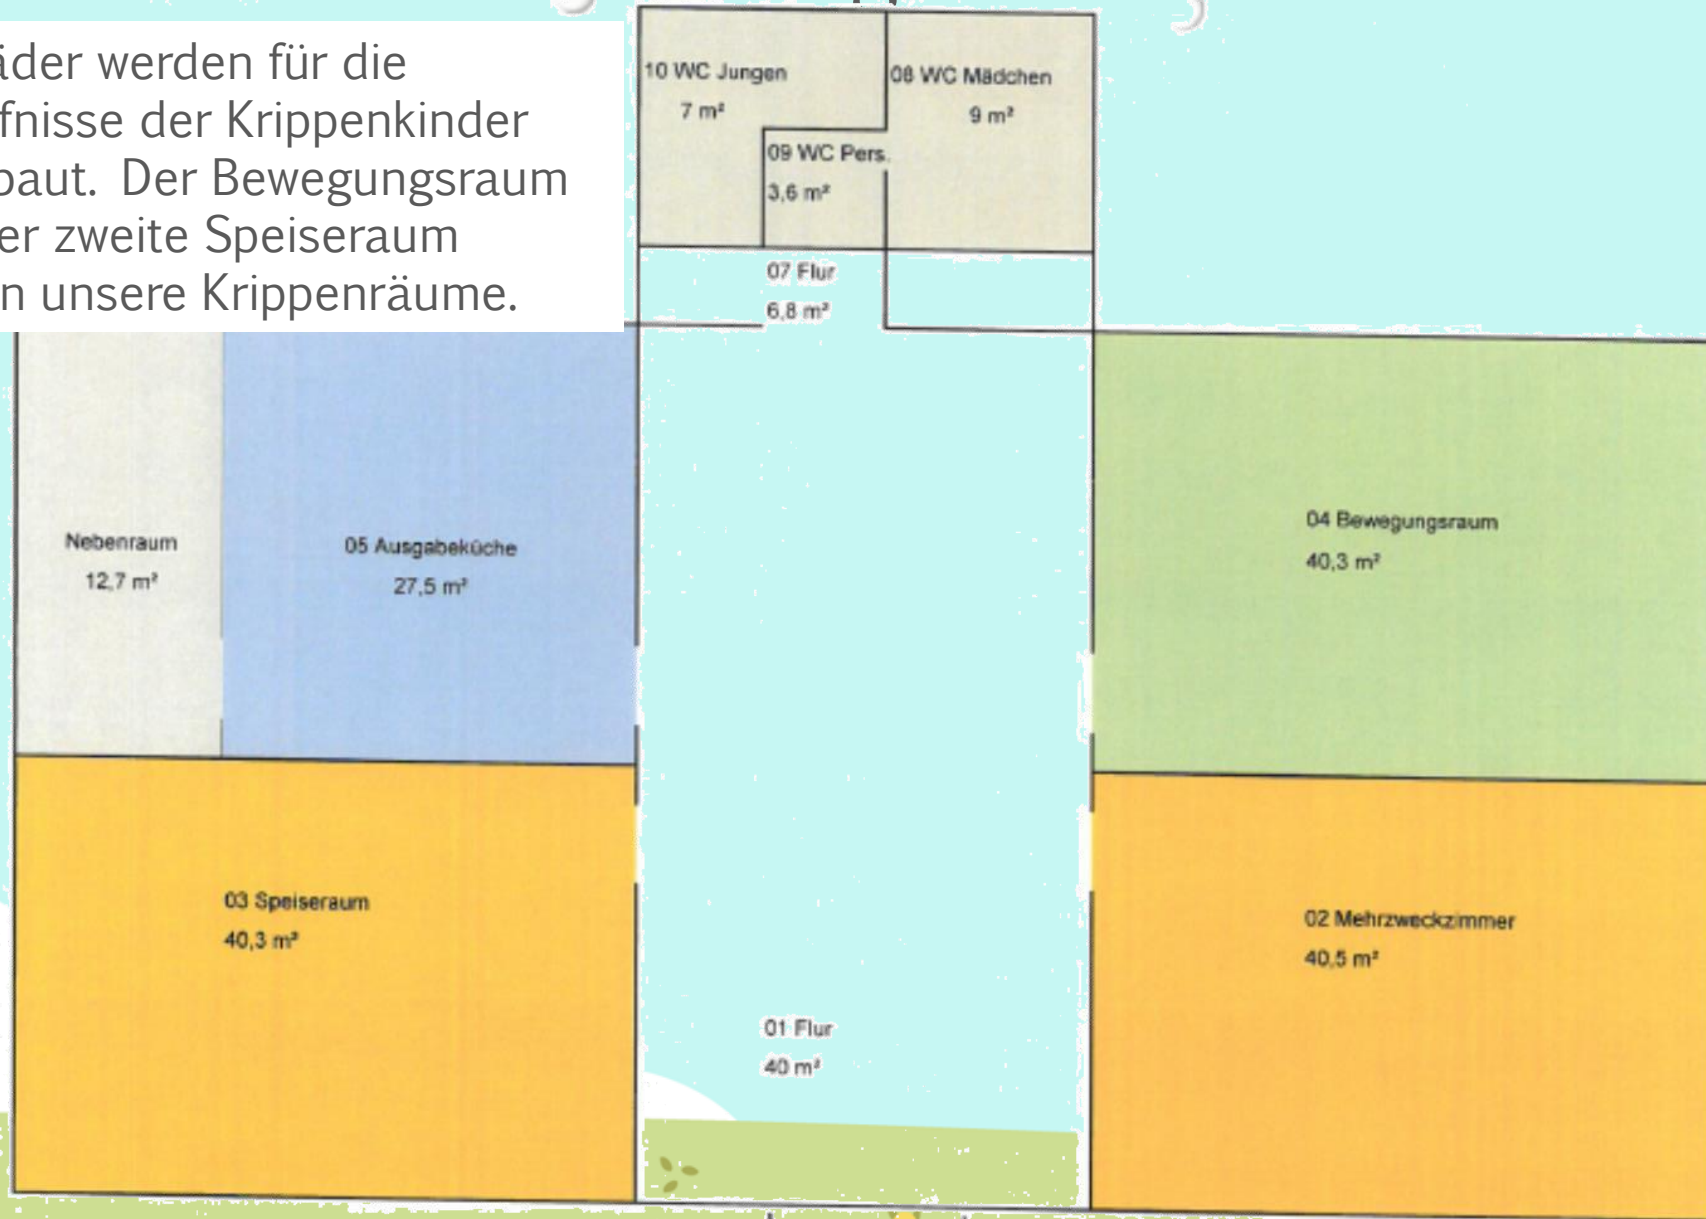 äder werden für die
fnisse der Krippenkinder
baut. Der Bewegungsraum
er zweite Speiseraum
n unsere Krippenräume.
10 WC Jungen
7 m²
08 WC Mädchen
9 m²
09 WC Pers.
3,6 m²
07 Flur
6,8 m²
Nebenraum
12,7 m²
05 Ausgabeküche
27,5 m²
04 Bewegungsraum
40,3 m²
03 Speiseraum
40,3 m²
02 Mehrzweckzimmer
40,5 m²
01 Flur
40 m²